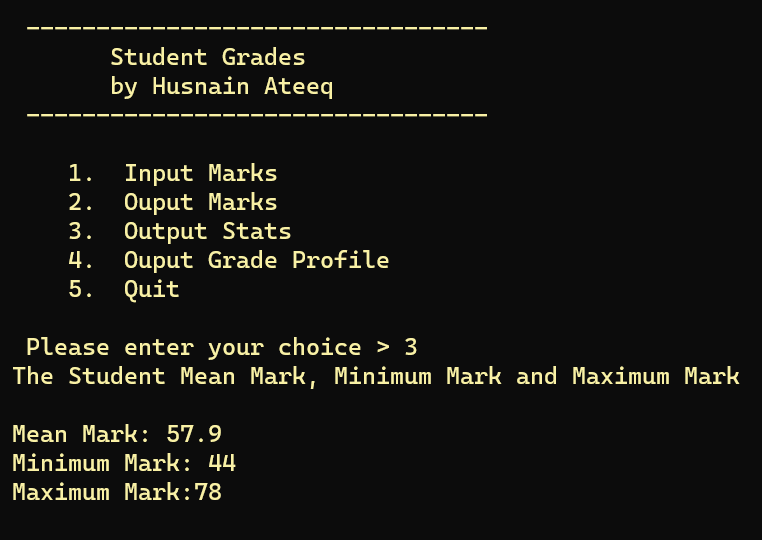 ---------------------------------
Student Grades
by Husnain Ateeq
---------------------------------
1. Input Marks
2. Ouput Marks
3. Output Stats
4. Ouput Grade Profile
5. Quit
Please enter your choice > 3
The Student Mean Mark, Minimum Mark and Maximum Mark
Mean Mark: 57.9
Minimum Mark: 44
Maximum Mark:78